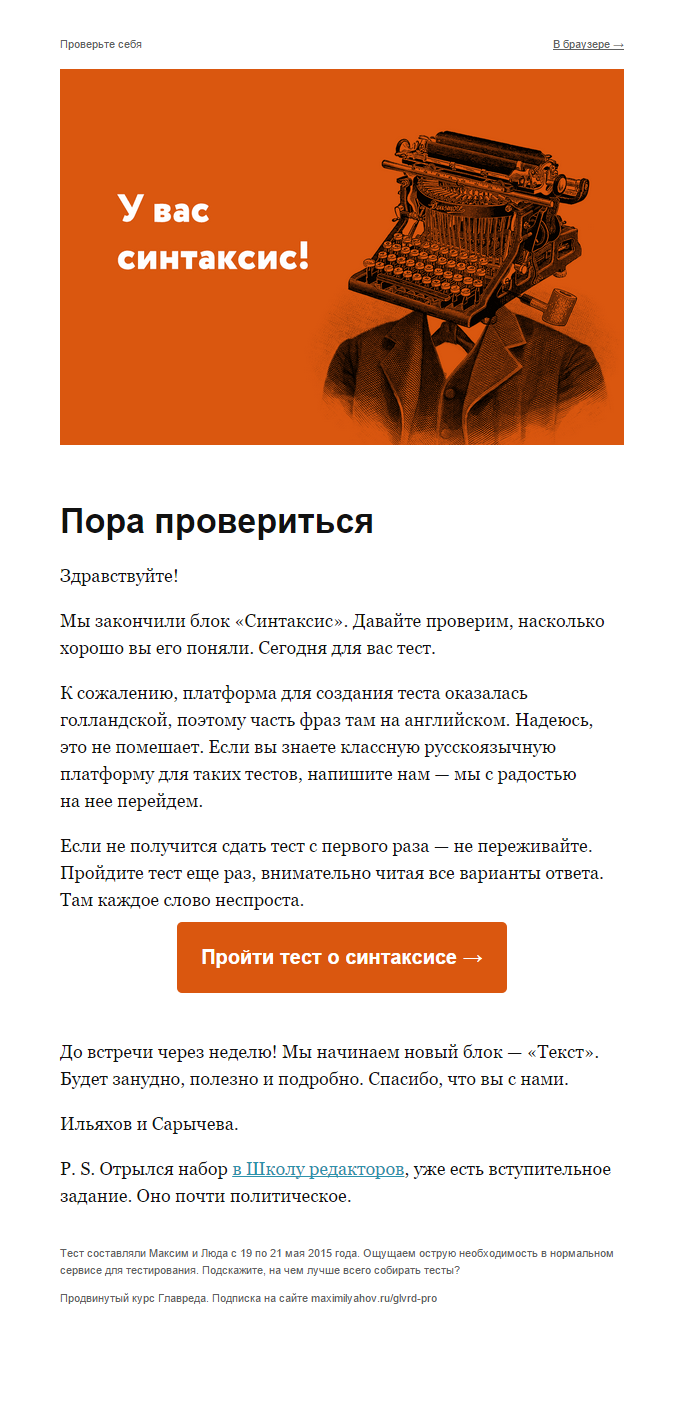 Проверьте себя
В браузере →
У вас
синтаксис!
Пора провериться
Здравствуйте!
Мы закончили блок «Синтаксис». Давайте проверим, насколько
хорошо вы его поняли. Сегодня для вас тест.
К сожалению, платформа для создания теста оказалась
голландской, поэтому часть фраз там на английском. Надеюсь,
это не помешает. Если вы знаете классную русскоязычную
платформу для таких тестов, напишите нам — мы с радостью
на нее перейдем.
Если не получится сдать тест с первого раза — не переживайте.
Пройдите тест еще раз, внимательно читая все варианты ответа.
Там каждое слово неспроста.
Пройти тест о синтаксисе →
До встречи через неделю! Мы начинаем новый блок — «Текст».
Будет занудно, полезно и подробно. Спасибо, что вы с нами.
Ильяхов и Сарычева.
P. S. Отрылся набор в Школу редакторов, уже есть вступительное
задание. Оно почти политическое.
Тест составляли Максим и Люда с 19 по 21 мая 2015 года. Ощущаем острую необходимость в нормальном
сервисе для тестирования. Подскажите, на чем лучше всего собирать тесты?
Продвинутый курс Главреда. Подписка на сайте maximilyahov.ru/glvrd-pro